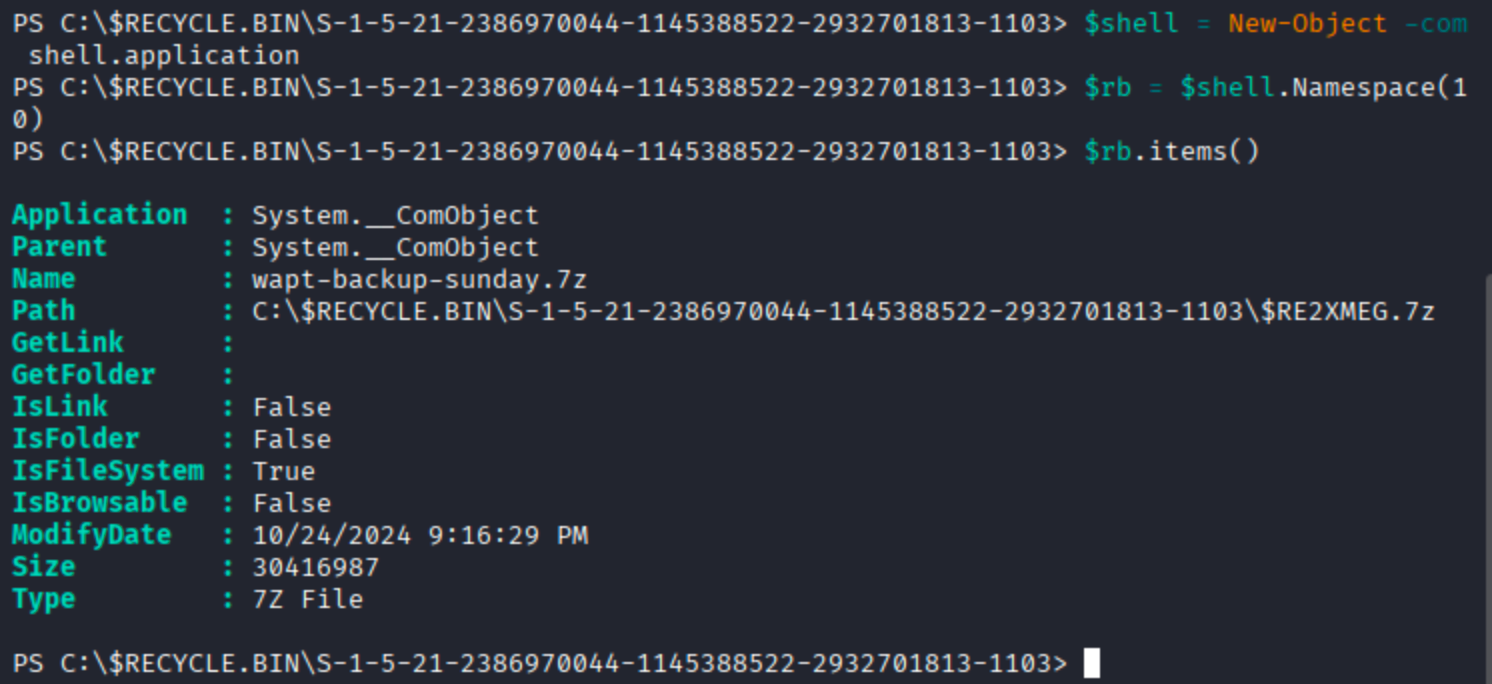 PS C:\$RECYCLE.BIN\S-1-5-21-2386970044-1145388522-2932701813-1103> $shell = New-Object -com
 shell.application
PS C:\$RECYCLE.BIN\S-1-5-21-2386970044-1145388522-2932701813-1103> $rb = $shell.Namespace(1
0)
PS C:\$RECYCLE.BIN\S-1-5-21-2386970044-1145388522-2932701813-1103> $rb.items()
Application : System.__ComObject
Parent : System.__ComObject
Name : wapt-backup-sunday.7z
Path : C:\$RECYCLE.BIN\S-1-5-21-2386970044-1145388522-2932701813-1103\$RE2XMEG.7z
GetLink :
GetFolder :
IsLink : False
IsFolder : False
IsFileSystem : True
IsBrowsable : False
ModifyDate : 10/24/2024 9:16:29 PM
Size : 30416987
Type : 7Z File
PS C:\$RECYCLE.BIN\S-1-5-21-2386970044-1145388522-2932701813-1103>